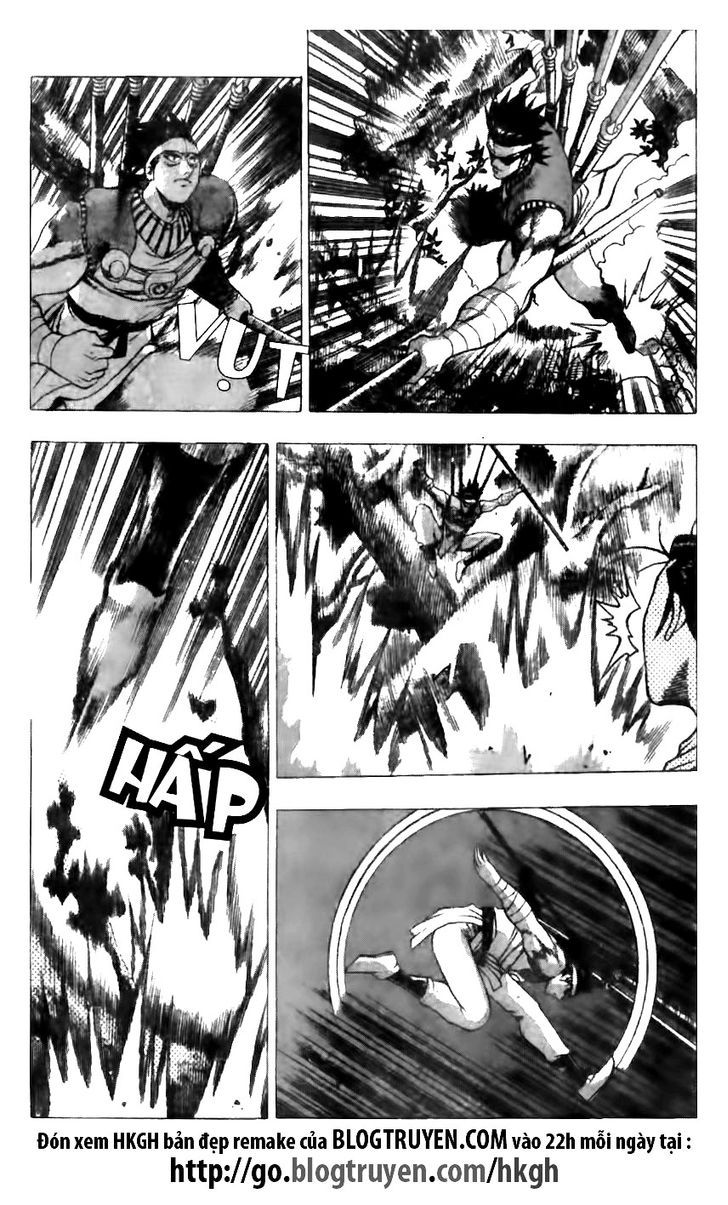 VỤT
HẤP
Đón xem HKGH bản đẹp remake của BLOGTRUYEN.COM vào 22h mỗi ngày tại :
http://go.blogtruyen.com/hkgh